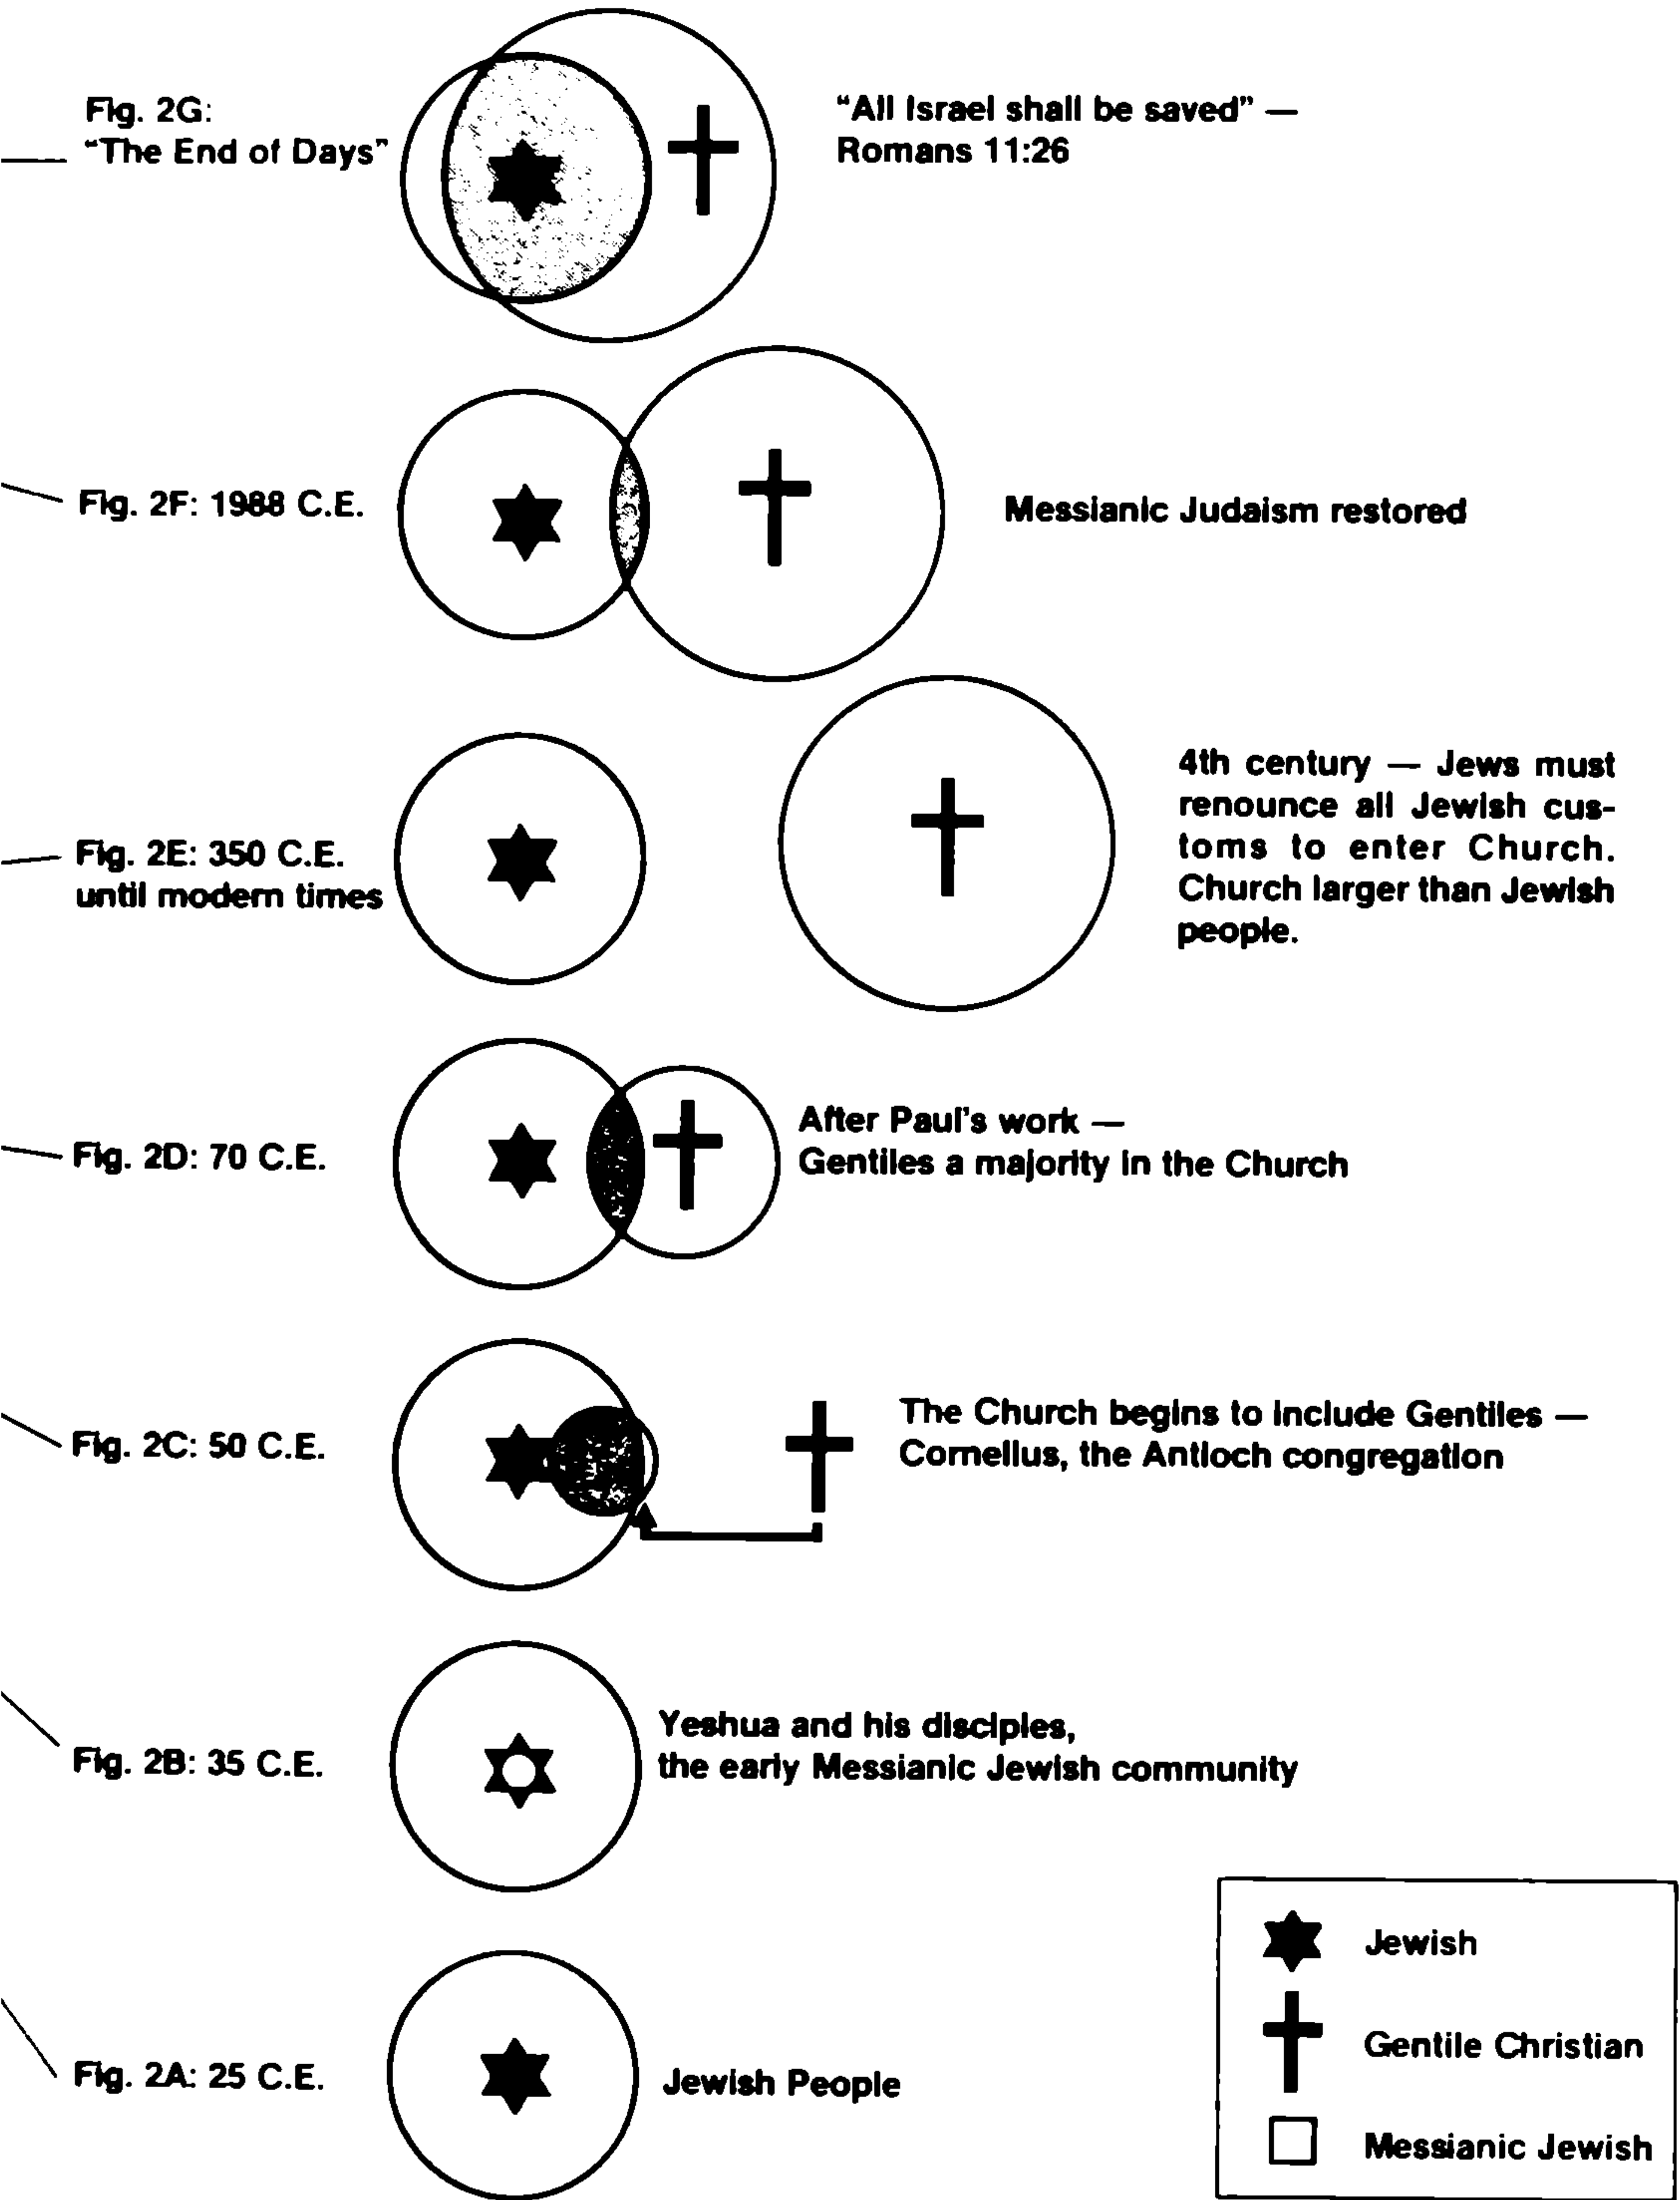 Fig. 2G:
"The End of Days"
"All Israel shall be saved" —
Romans 11:26
Fig. 2F: 1988 C.E.
Messianic Judaism restored
Fig. 2E: 350 C.E.
until modern times
4th century — Jews must
renounce all Jewish cus-
toms to enter Church.
Church larger than Jewish
people.
Fig. 2D: 70 C.E.
After Paul's work —
Gentiles a majority in the Church
Fig. 2C: 50 C.E.
The Church begins to include Gentiles —
Cornelius, the Antioch congregation
Fig. 2B: 35 C.E.
Yeshua and his disciples,
the early Messianic Jewish community
Fig. 2A: 25 C.E.
Jewish People
Jewish
Gentile Christian
Messianic Jewish